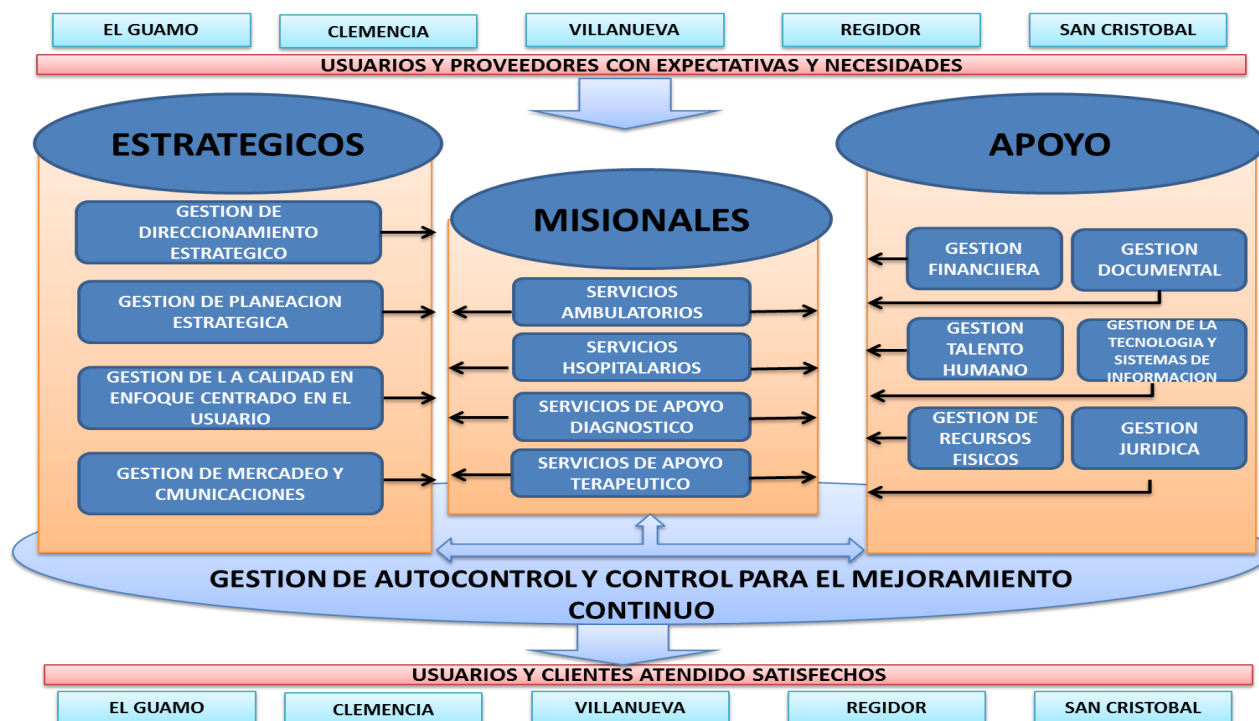 EL GUAMO
CLEMENCIA
VILLANUEVA
REGIDOR
SAN CRISTOBAL
USUARIOS Y PROVEEDORES CON EXPECTATIVAS Y NECESIDADES
ESTRATEGICOS
GESTION DE
DIRECCIONAMIENTO
ESTRATEGICO
GESTION DE PLANEACION
ESTRATEGICA
GESTION DE L A CALIDAD EN
ENFOQUE CENTRADO EN EL
USUARIO
GESTION DE MERCADEO Y
CMUNICACIONES
MISIONALES
SERVICIOS
AMBULATORIOS
SERVICIOS
HSOPITALARIOS
SERVICIOS DE APOYO
DIAGNOSTICO
SERVICIOS DE APOYO
TERAPEUTICO
APOYO
GESTION
FINANCIIERA
GESTION
DOCUMENTAL
GESTION
TALENTO
HUMANO
GESTION DE LA
TECNOLOGIA Y
SISTEMAS DE
INFORMACION
GESTION DE
RECURSOS
FISICOS
GESTION
JURIDICA
GESTION DE AUTOCONTROL Y CONTROL PARA EL MEJORAMIENTO
CONTINUO
USUARIOS Y CLIENTES ATENDIDO SATISFECHOS
EL GUAMO
CLEMENCIA
VILLANUEVA
REGIDOR
SAN CRISTOBAL